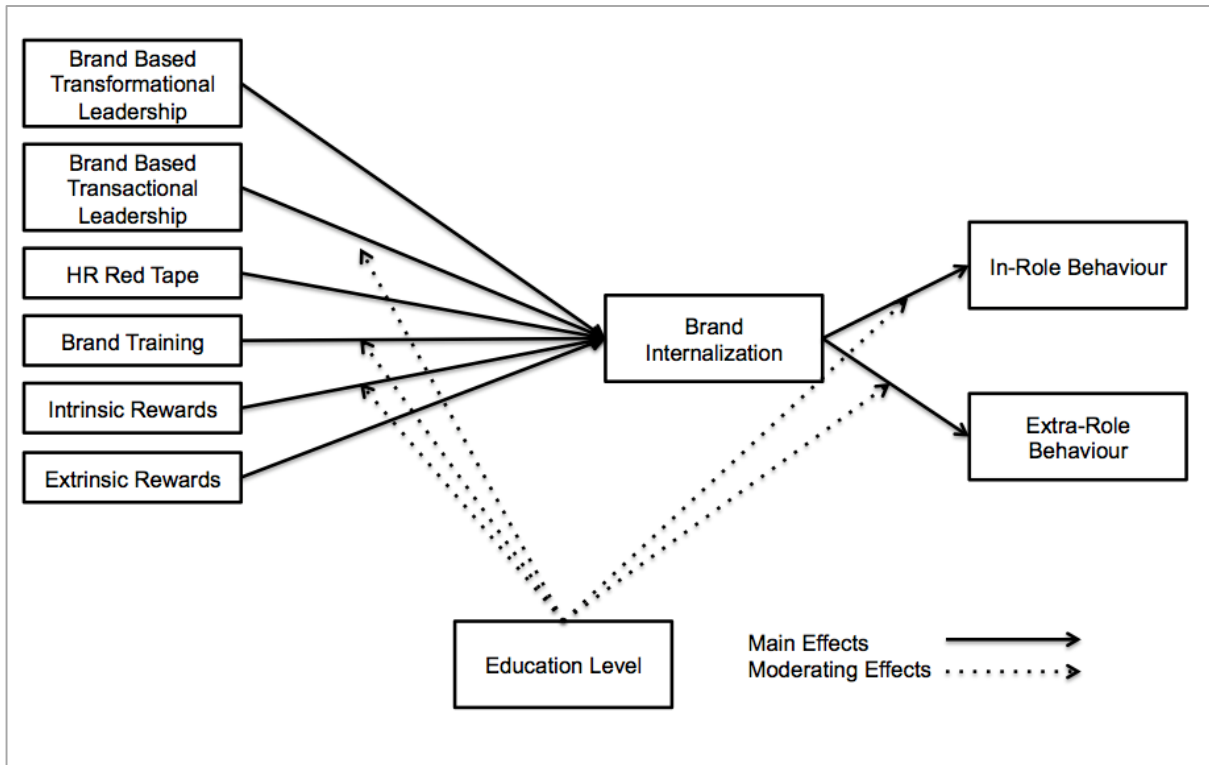 Brand Based
Transformational
Leadership
Brand Based
Transactional
Leadership
HR Red Tape
Brand Training
Intrinsic Rewards
Extrinsic Rewards
Brand
Internalization
In-Role Behaviour
Extra-Role
Behaviour
Education Level
Main Effects
Moderating Effects